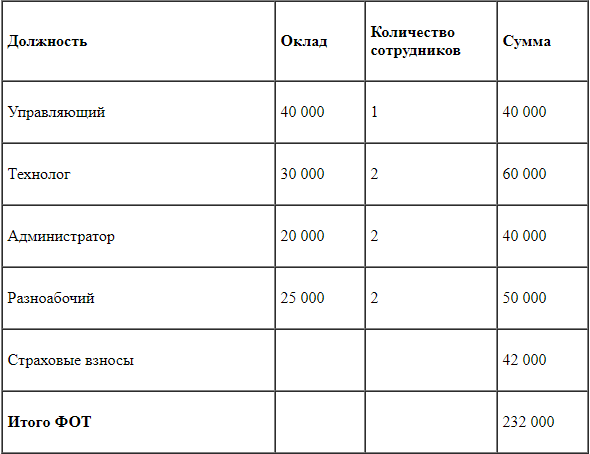 Должность Оклад Количество сотрудников Сумма
Управляющий 40 000 1 40 000
Технолог 30 000 2 60 000
Администратор 20 000 2 40 000
Разноабочий 25 000 2 50 000
Страховые взносы 42 000
Итого ФОТ 232 000